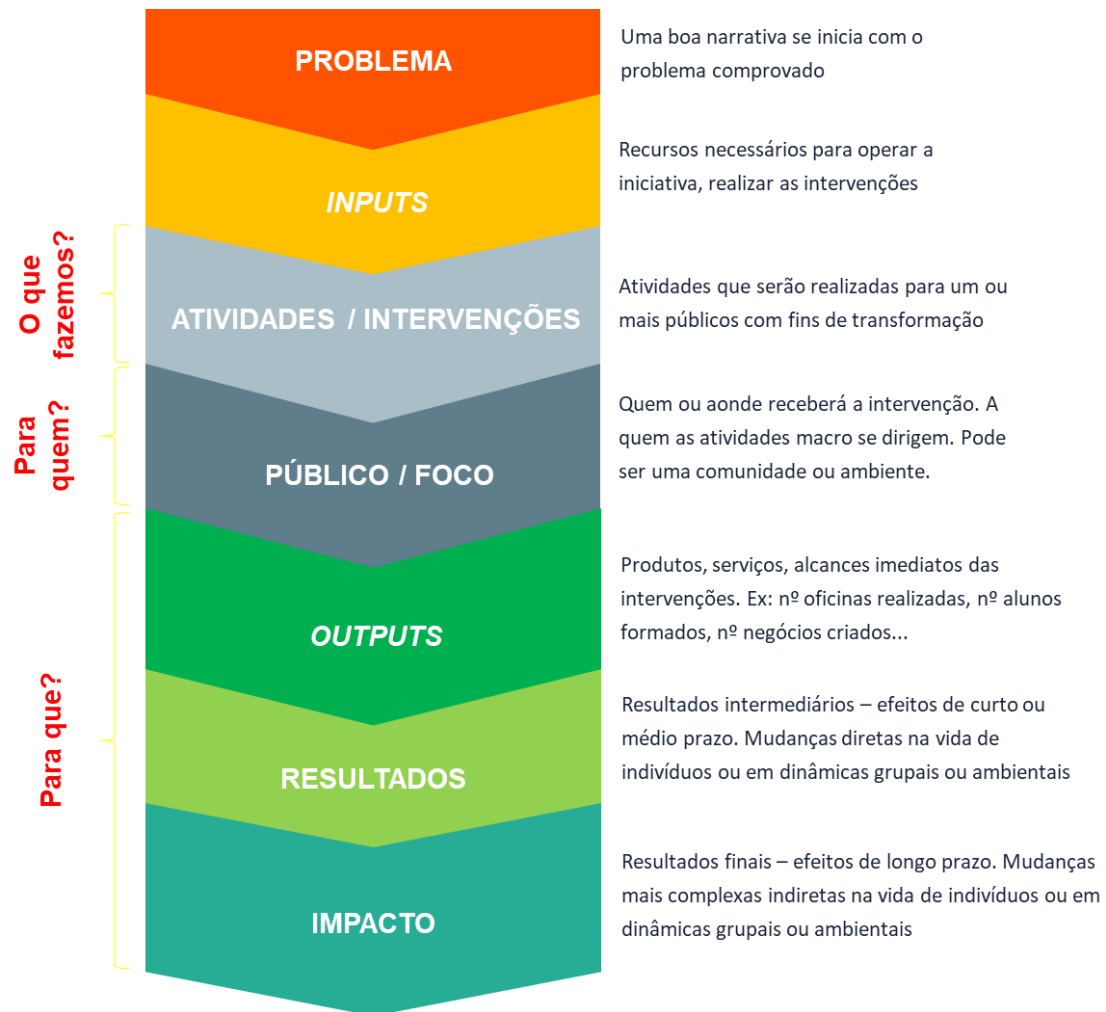 PROBLEMA
Uma boa narrativa se inicia com o
problema comprovado
INPUTS
Recursos necessários para operar a
iniciativa, realizar as intervenções
O que
fazemos?
ATIVIDADES / INTERVENÇÕES
Atividades que serão realizadas para um ou
mais públicos com fins de transformação
Para
quem?
PÚBLICO / FOCO
Quem ou aonde receberá a intervenção. A
quem as atividades macro se dirigem. Pode
ser uma comunidade ou ambiente.
Para que?
OUTPUTS
Produtos, serviços, alcances imediatos das
intervenções. Ex: nº oficinas realizadas, nº alunos
formados, nº negócios criados...
RESULTADOS
Resultados intermediários – efeitos de curto ou
médio prazo. Mudanças diretas na vida de
indivíduos ou em dinâmicas grupais ou ambientais
IMPACTO
Resultados finais – efeitos de longo prazo. Mudanças
mais complexas indiretas na vida de indivíduos ou em
dinâmicas grupais ou ambientais